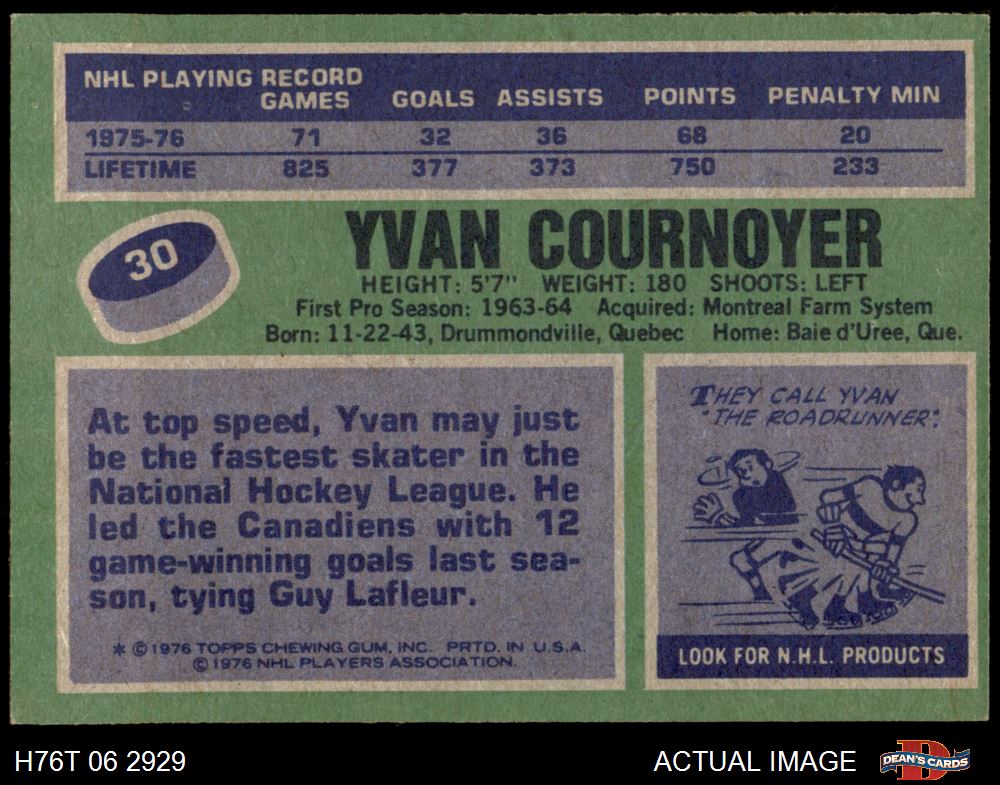 NHL PLAYING RECORD
GAMES GOALS ASSISTS POINTS PENALTY MIN
1975-76 71 32 36 68 20
LIFETIME 825 377 373 750 233
30
YVAN COURNOYER
HEIGHT: 5'7" WEIGHT: 180 SHOOTS: LEFT
First Pro Season: 1963-64 Acquired: Montreal Farm System
Born: 11-22-43, Drummondville, Quebec Home: Baie d'Uree, Que.
At top speed, Yvan may just
be the fastest skater in the
National Hockey League. He
led the Canadiens with 12
game-winning goals last sea-
son, tying Guy Lafleur.
* © 1976 TOPPS CHEWING GUM, INC. PRTD. IN U.S.A.
© 1976 NHL PLAYERS ASSOCIATION.
THEY CALL YVAN
"THE ROADRUNNER".
LOOK FOR N.H.L. PRODUCTS
H76T 06 2929
ACTUAL IMAGE
D
DEAN'S CARDS